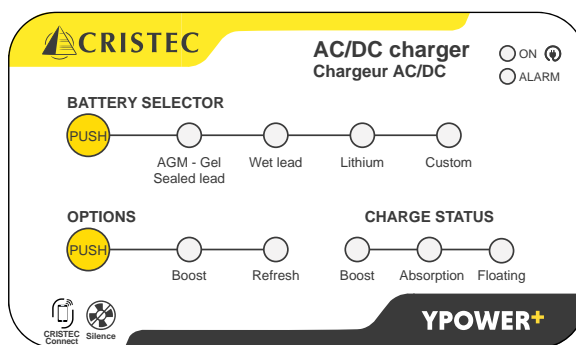 CRISTEC
AC/DC charger
Chargeur AC/DC
ON
ALARM
BATTERY SELECTOR
PUSH
AGM - Gel
Sealed lead
Wet lead
Lithium
Custom
OPTIONS
PUSH
Boost
Refresh
CHARGE STATUS
Boost
Absorption
Floating
CRISTEC
Connect
Silence
YPOWER+